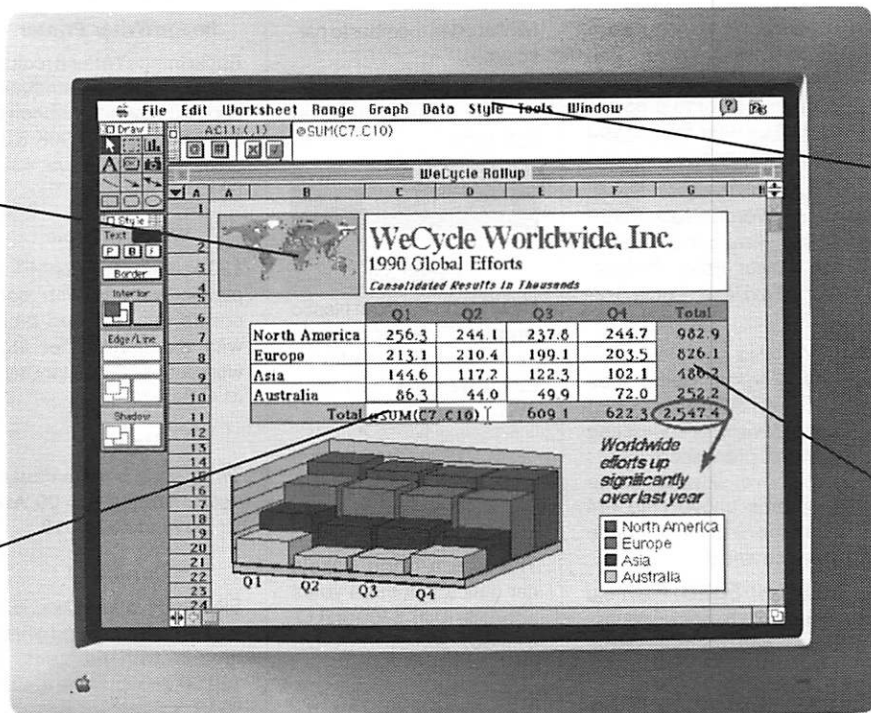 File Edit Worksheet Range Graph Data Style Tools Window
Draw
AC11: (,1)
@SUM(C7..C10)
A
WeCycle Rollup
A A B C D E F G H
Style
Text
P B F
Border
Interior
Edge/Line
Shadow
1
2
3
4
5
6
7
8
9
10
11
12
13
14
15
16
17
18
19
20
21
22
23
24
WeCycle Worldwide, Inc.
1990 Global Efforts
Consolidated Results In Thousands
Q1 Q2 Q3 Q4 Total
North America 256.3 244.1 237.8 244.7 982.9
Europe 213.1 210.4 199.1 203.5 826.1
Asia 144.6 117.2 122.3 102.1 486.2
Australia 86.3 44.0 49.9 72.0 252.2
Total @SUM(C7..C10) 609.1 622.3 2,547.4
Worldwide
efforts up
significantly
over last year
North America
Europe
Asia
Australia
Q1 Q2 Q3 Q4